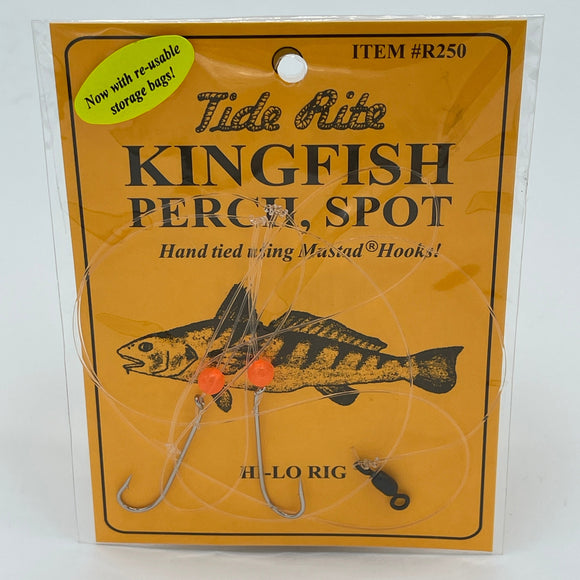 ITEM #R250
Now with re-usable
storage bags!
Tide Rite
KINGFISH
PERCH, SPOT
Hand tied using Mustad® Hooks!
HI-LO RIG